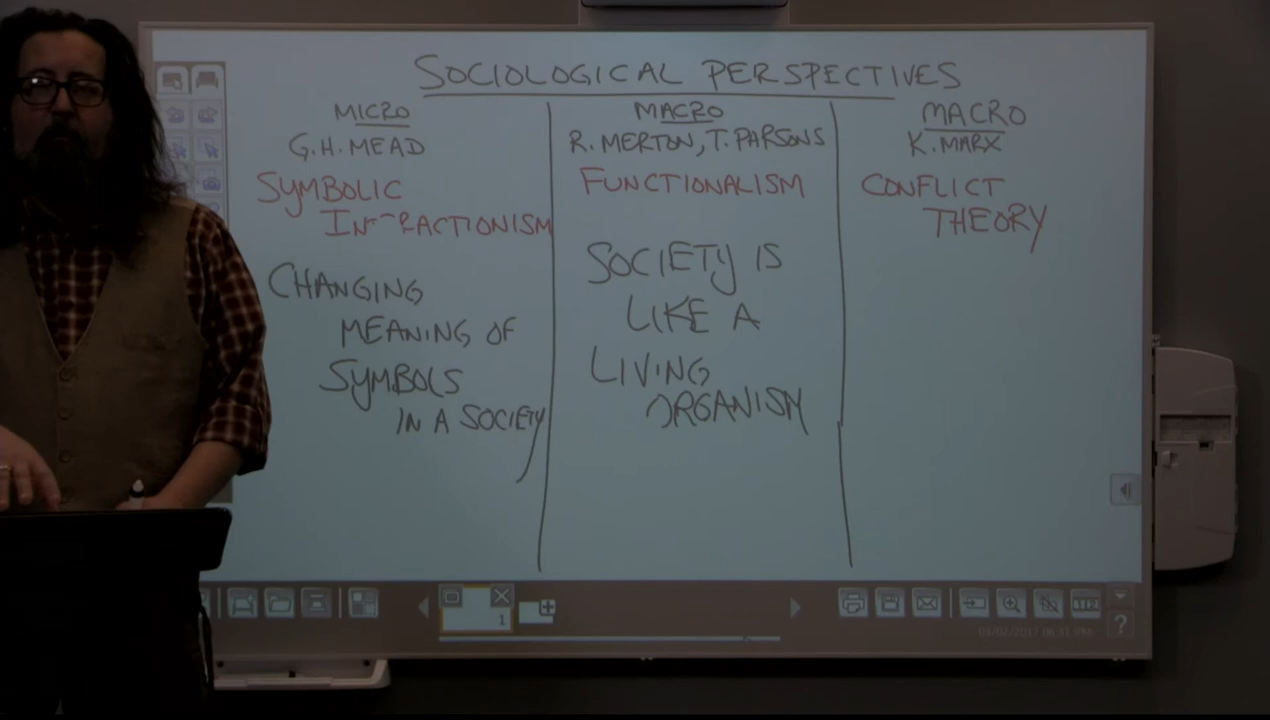 SOCIOLOGICAL PERSPECTIVES
MICRO
G.H. MEAD
SYMBOLIC
INTERACTIONISM
CHANGING
MEANING OF
SYMBOLS
IN A SOCIETY
MACRO
R. MERTON, T. PARSONS
FUNCTIONALISM
SOCIETY IS
LIKE A
LIVING
ORGANISM
MACRO
K. MARX
CONFLICT
THEORY
1
?